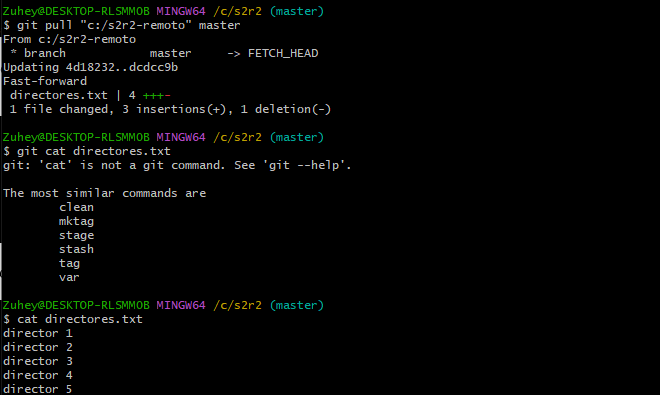 Zuhey@DESKTOP-RLSMMOB MINGW64 /c/s2r2 (master)
$ git pull "c:/s2r2-remoto" master
From c:/s2r2-remoto
 * branch            master     -> FETCH_HEAD
Updating 4d18232..dcdcc9b
Fast-forward
 directores.txt | 4 +++-
 1 file changed, 3 insertions(+), 1 deletion(-)

Zuhey@DESKTOP-RLSMMOB MINGW64 /c/s2r2 (master)
$ git cat directores.txt
git: 'cat' is not a git command. See 'git --help'.

The most similar commands are
        clean
        mktag
        stage
        stash
        tag
        var

Zuhey@DESKTOP-RLSMMOB MINGW64 /c/s2r2 (master)
$ cat directores.txt
director 1
director 2
director 3
director 4
director 5